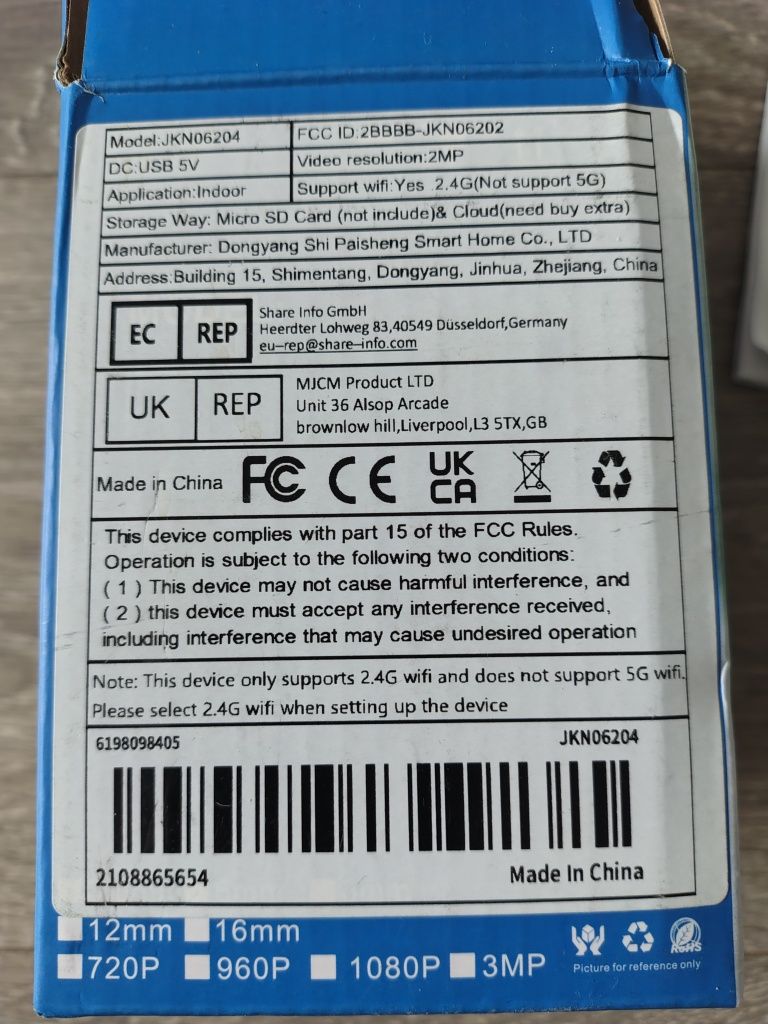 Model:JKN06204
FCC ID:2BBBB-JKN06202
DC:USB 5V
Video resolution:2MP
Application:Indoor
Support wifi:Yes 2.4G(Not support 5G)
Storage Way: Micro SD Card (not include)& Cloud(need buy extra)
Manufacturer: Dongyang Shi Paisheng Smart Home Co., LTD
Address:Building 15, Shimentang, Dongyang, Jinhua, Zhejiang, China
EC REP
Share Info GmbH
Heerdter Lohweg 83,40549 Düsseldorf,Germany
eu–rep@share–info.com
UK REP
MJCM Product LTD
Unit 36 Alsop Arcade
brownlow hill,Liverpool,L3 5TX,GB
Made in China FC CE UK CA
This device complies with part 15 of the FCC Rules.
Operation is subject to the following two conditions:
( 1 ) This device may not cause harmful interference, and
( 2 ) this device must accept any interference received,
including interference that may cause undesired operation
Note: This device only supports 2.4G wifi and does not support 5G wifi.
Please select 2.4G wifi when setting up the device
6198098405
JKN06204
2108865654
Made In China
12mm 16mm
720P 960P 1080P 3MP
RoHS
Picture for reference only